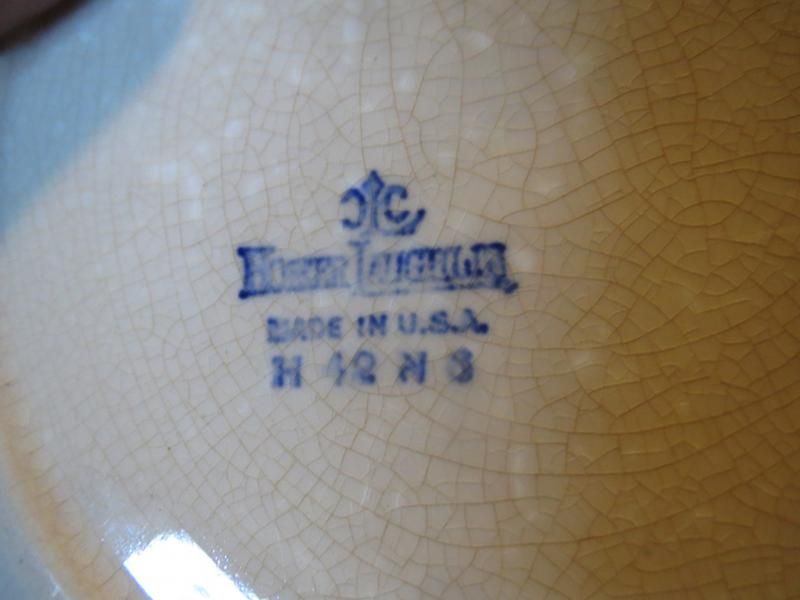 HOMER LAUGHLIN
MADE IN U.S.A.
H 42 N 8